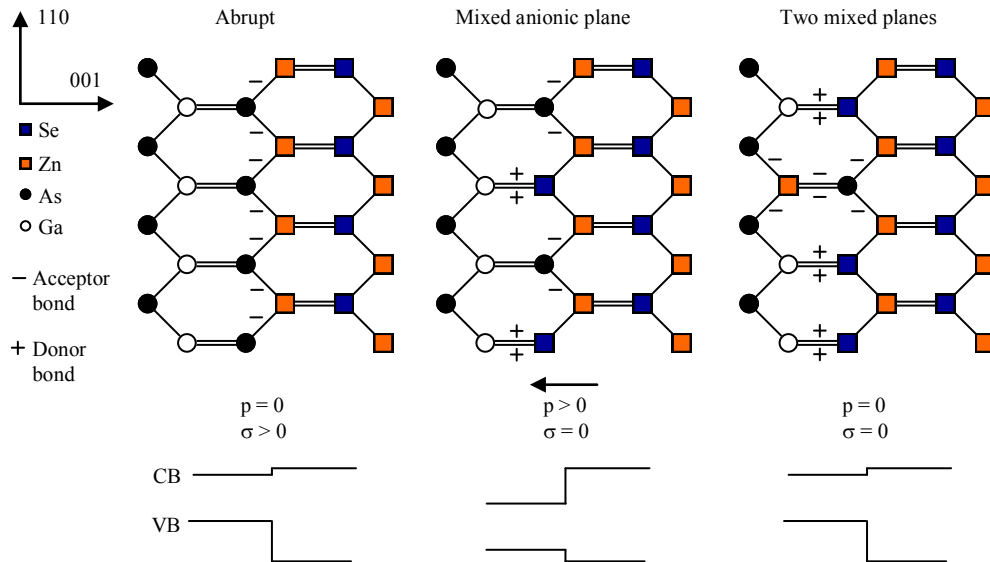 110
Abrupt
Mixed anionic plane
Two mixed planes
001
Se
Zn
As
Ga
− Acceptor
bond
+ Donor
bond
p = 0
σ > 0
p > 0
σ = 0
p = 0
σ = 0
CB
VB